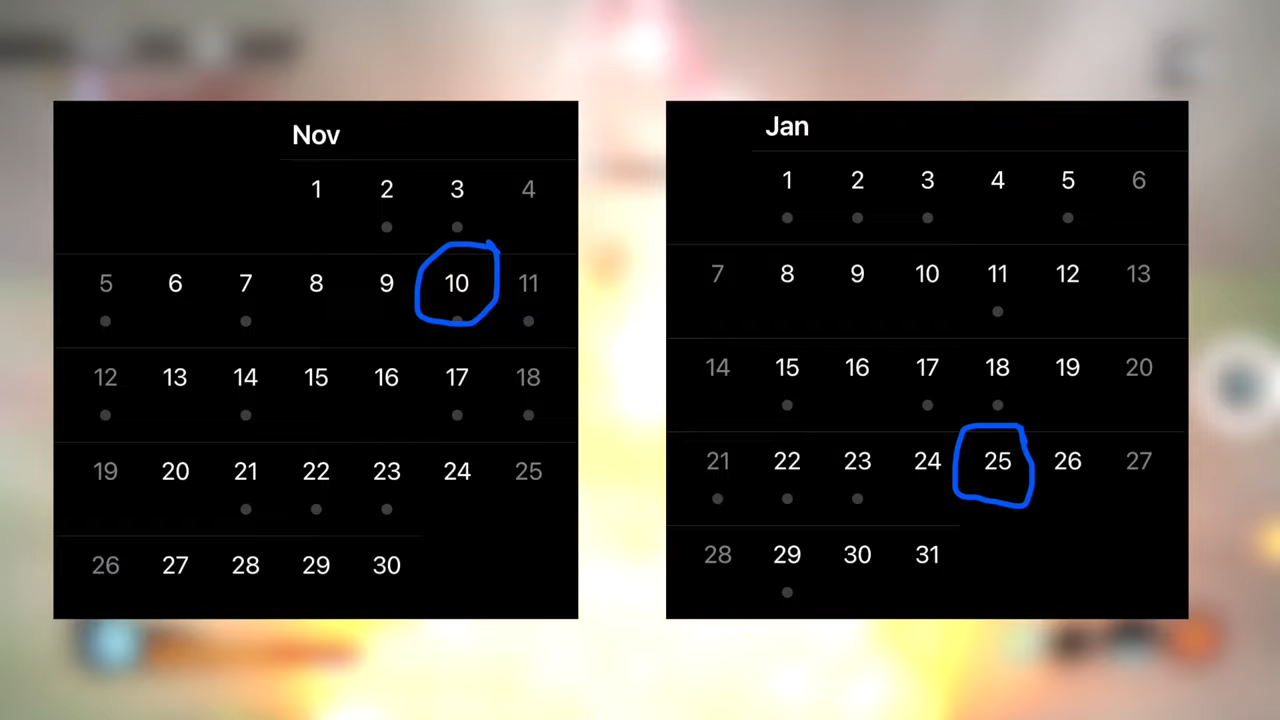 Nov
1 2 3 4
5 6 7 8 9 10 11
12 13 14 15 16 17 18
19 20 21 22 23 24 25
26 27 28 29 30
Jan
1 2 3 4 5 6
7 8 9 10 11 12 13
14 15 16 17 18 19 20
21 22 23 24 25 26 27
28 29 30 31